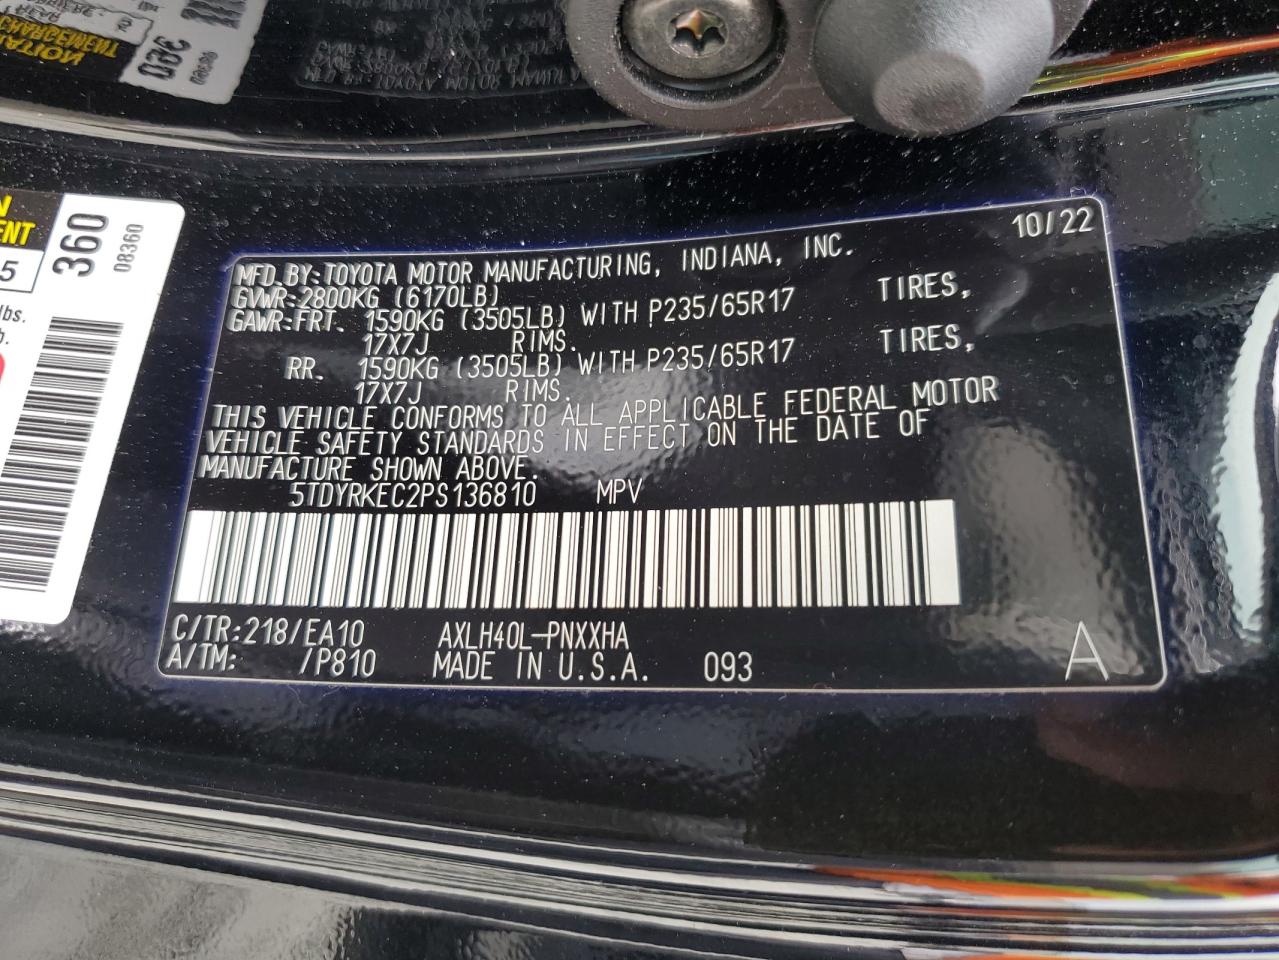 10/22
MFD.BY:TOYOTA MOTOR MANUFACTURING, INDIANA, INC.
GVWR:2800KG (6170LB)
GAWR:FRT. 1590KG (3505LB) WITH P235/65R17 TIRES,
17X7J RIMS.
RR. 1590KG (3505LB) WITH P235/65R17 TIRES,
17X7J RIMS.
THIS VEHICLE CONFORMS TO ALL APPLICABLE FEDERAL MOTOR
VEHICLE SAFETY STANDARDS IN EFFECT ON THE DATE OF
MANUFACTURE SHOWN ABOVE.
5TDYRKEC2PS136810 MPV
C/TR:218/EA10 AXLH40L-PNXXHA
A/TM: /P810 MADE IN U.S.A. 093 A
360
08360
5
lbs.